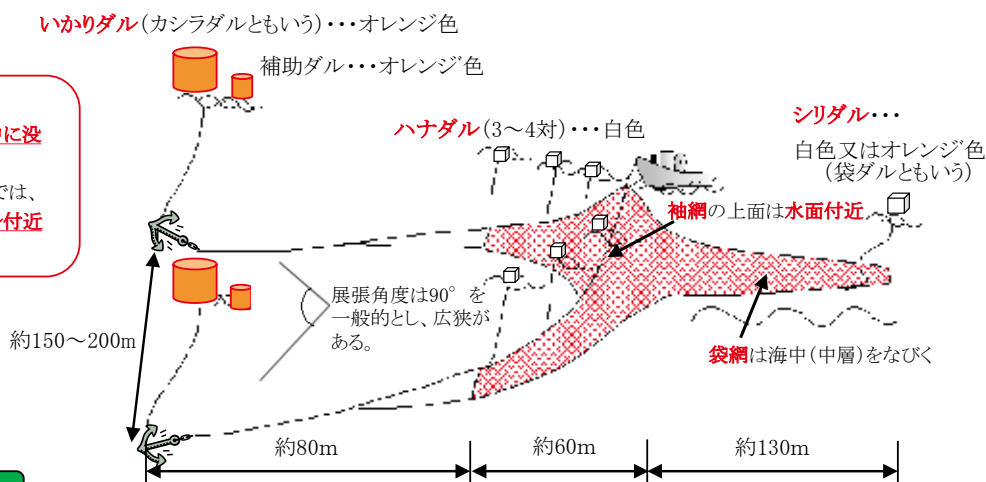 いかりダル(カシラダルともいう)・・・オレンジ色
補助ダル・・・オレンジ色
に没
では、
付近
ハナダル(3～4対)・・・白色
シリダル・・・
白色又はオレンジ色
(袋ダルともいう)
袖網の上面は水面付近
展張角度は90°を
一般的とし、広狭が
ある。
約150～200m
袋網は海中(中層)をなびく
約80m
約60m
約130m